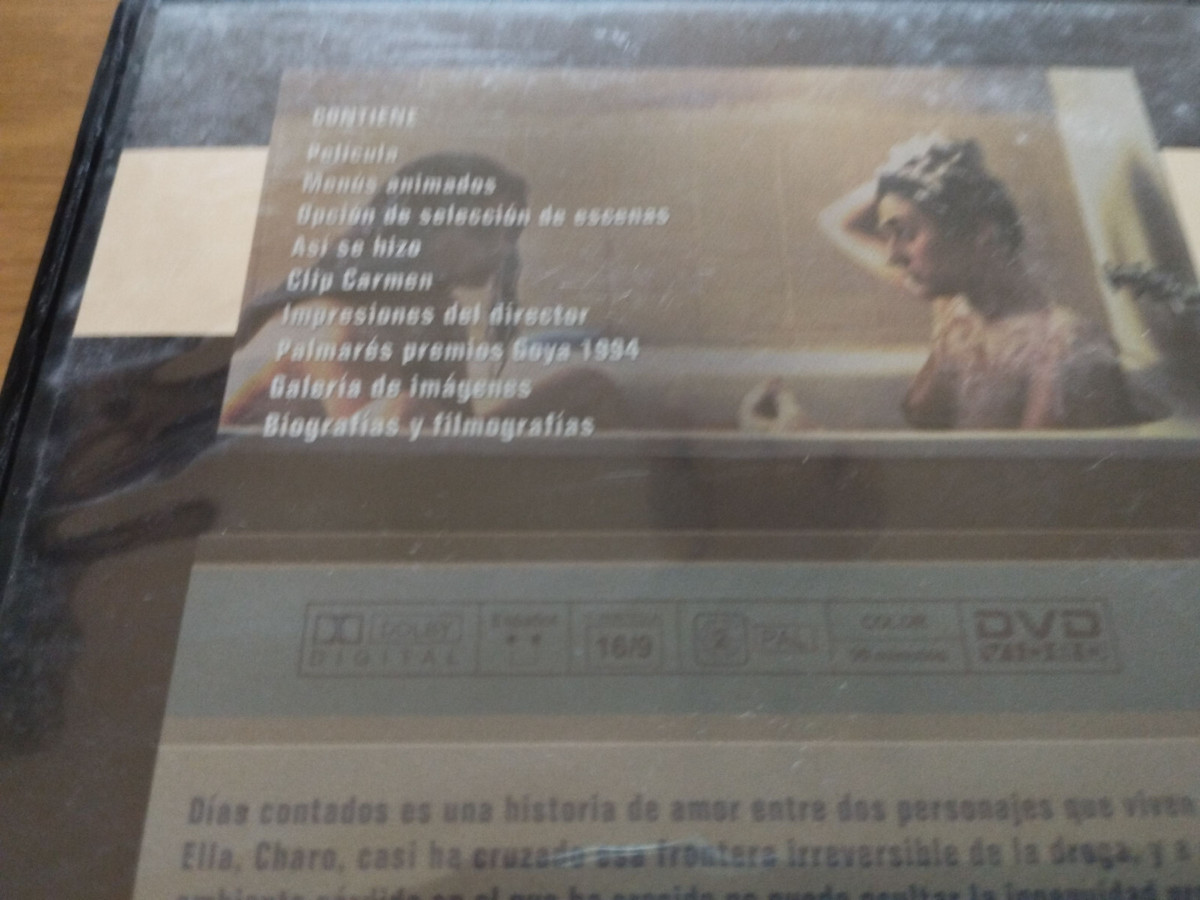 CONTIENE
Película
Menús animados
Opción de selección de escenas
Así se hizo
Clip Carmen
Impresiones del director
Palmarés premios Goya 1994
Galería de imágenes
Biografías y filmografías
DOLBY
DIGITAL
Español
16/9
2
PAL
COLOR
DVD
Días contados es una historia de amor entre dos personajes que viven
Ella, Charo, casi ha cruzado esa frontera irreversible de la droga, y a